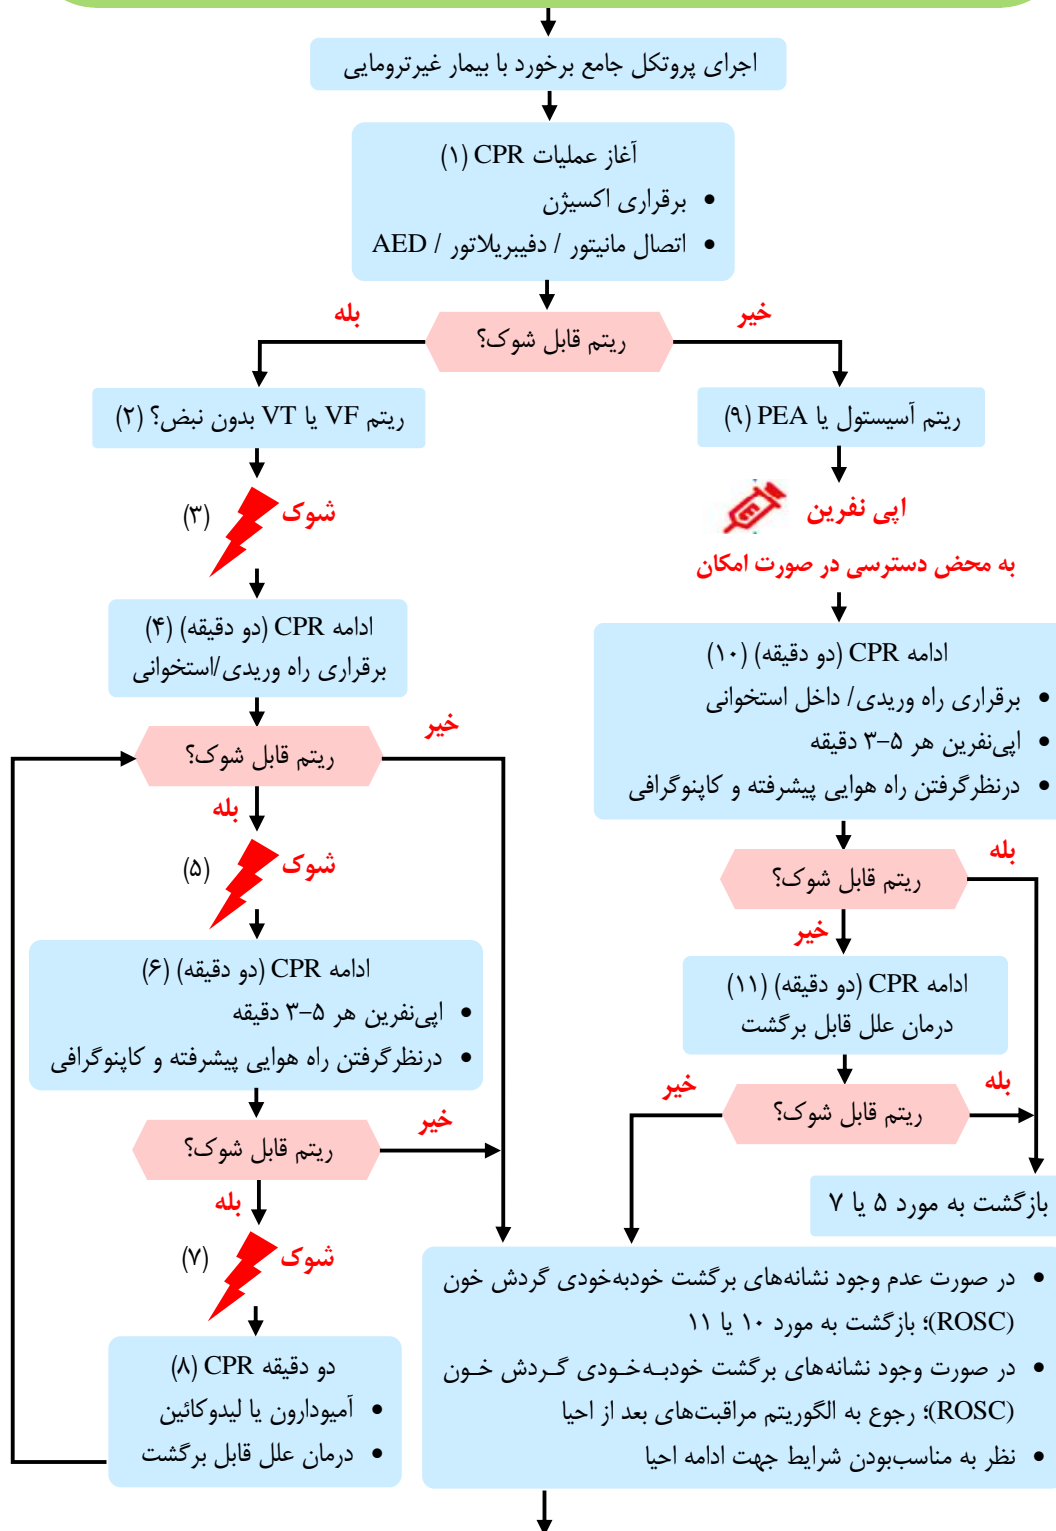 اجرای پروتکل جامع برخورد با بیمار غیرترومایی
آغاز عملیات CPR (۱)
• برقراری اکسیژن
• اتصال مانیتور / دفیبریلاتور / AED
ریتم قابل شوک؟
خیر
بله
ریتم آسیستول یا PEA (۹)
اپی نفرین
به محض دسترسی در صورت امکان
ادامه CPR (دو دقیقه) (۱۰)
• برقراری راه وریدی/ داخل استخوانی
• اپی‌نفرین هر ۵–۳ دقیقه
• درنظرگرفتن راه هوایی پیشرفته و کاپنوگرافی
ریتم قابل شوک؟
بله
خیر
ادامه CPR (دو دقیقه) (۱۱)
درمان علل قابل برگشت
ریتم قابل شوک؟
بله
خیر
بازگشت به مورد ۵ یا ۷
ریتم VF یا VT بدون نبض؟ (۲)
شوک (۳)
ادامه CPR (دو دقیقه) (۴)
برقراری راه وریدی/استخوانی
ریتم قابل شوک؟
خیر
بله
شوک (۵)
ادامه CPR (دو دقیقه) (۶)
• اپی‌نفرین هر ۵–۳ دقیقه
• درنظرگرفتن راه هوایی پیشرفته و کاپنوگرافی
ریتم قابل شوک؟
خیر
بله
شوک (۷)
دو دقیقه CPR (۸)
• آمیودارون یا لیدوکائین
• درمان علل قابل برگشت
• در صورت عدم وجود نشانه‌های برگشت خودبه‌خودی گردش خون
(ROSC)؛ بازگشت به مورد ۱۰ یا ۱۱
• در صورت وجود نشانه‌های برگشت خودبـه‌خـودی گـردش خـون
(ROSC)؛ رجوع به الگوریتم مراقبت‌های بعد از احیا
• نظر به مناسب‌بودن شرایط جهت ادامه احیا